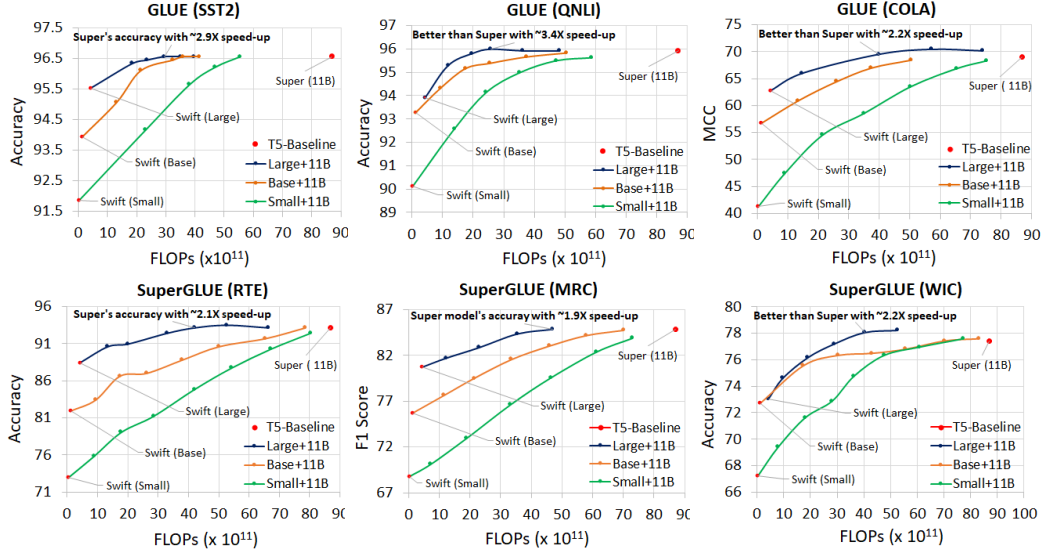 GLUE (SST2)
Super's accuracy with ~2.9X speed-up
Accuracy
97.5
96.5
95.5
94.5
93.5
92.5
91.5
Super (11B)
Swift (Large)
Swift (Base)
Swift (Small)
T5-Baseline
Large+11B
Base+11B
Small+11B
0 10 20 30 40 50 60 70 80 90
FLOPs (x10¹¹)
GLUE (QNLI)
Better than Super with ~3.4X speed-up
Accuracy
97
96
95
94
93
92
91
90
89
Super (11B)
Swift (Large)
Swift (Base)
Swift (Small)
T5-Baseline
Large+11B
Base+11B
Small+11B
0 10 20 30 40 50 60 70 80 90
FLOPs (x 10¹¹)
GLUE (COLA)
Better than Super with ~2.2X speed-up
MCC
75
70
65
60
55
50
45
40
Super ( 11B)
Swift (Large)
Swift (Base)
Swift (Small)
T5-Baseline
Large+11B
Base+11B
Small+11B
0 10 20 30 40 50 60 70 80 90
FLOPs (x 10¹¹)
SuperGLUE (RTE)
Super's accuracy with ~2.1X speed-up
Accuracy
96
91
86
81
76
71
Super ( 11B)
Swift (Large)
Swift (Base)
Swift (Small)
T5-Baseline
Large+11B
Base+11B
Small+11B
0 10 20 30 40 50 60 70 80 90
FLOPs (x 10¹¹)
SuperGLUE (MRC)
Super model's accuracy with ~1.9X speed-up
F1 Score
87
82
77
72
67
Super (11B)
Swift (Large)
Swift (Base)
Swift (Small)
T5-Baseline
Large+11B
Base+11B
Small+11B
0 10 20 30 40 50 60 70 80 90
FLOPs (x 10¹¹)
SuperGLUE (WIC)
Better than Super with ~2.2X speed-up
Accuracy
80
78
76
74
72
70
68
66
Super (11B)
Swift (Large)
Swift (Base)
Swift (Small)
T5-Baseline
Large+11B
Base+11B
Small+11B
0 10 20 30 40 50 60 70 80 90 100
FLOPs (x 10¹¹)